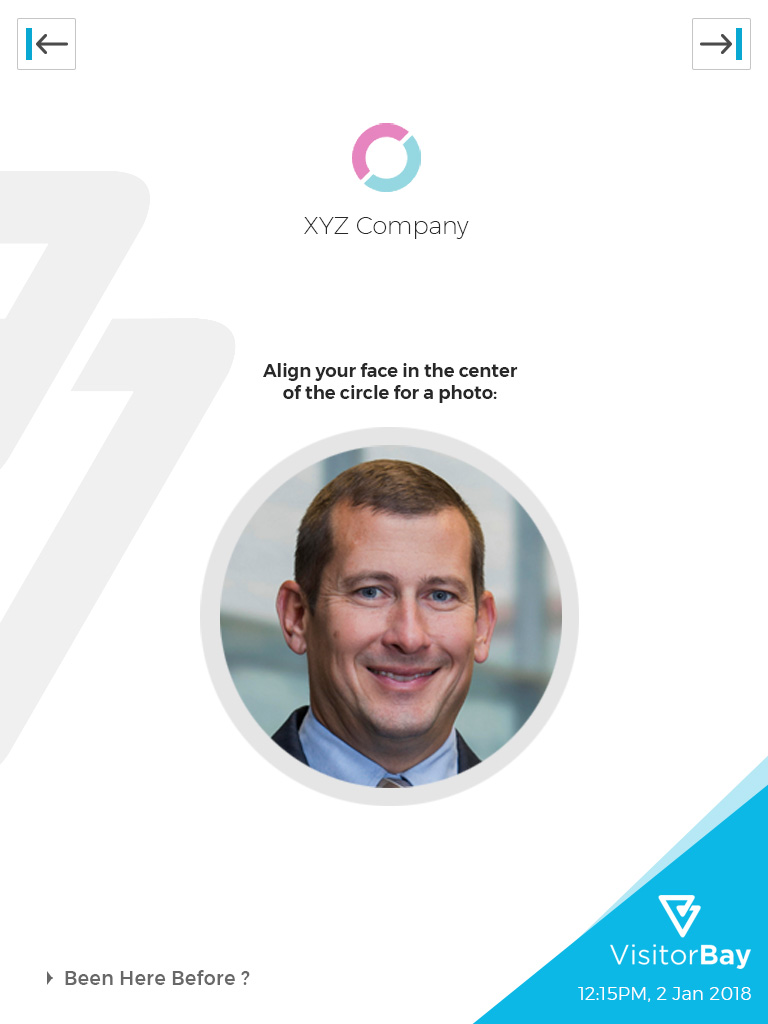 XYZ Company
Align your face in the center
of the circle for a photo:
Been Here Before ?
VisitorBay
12:15PM, 2 Jan 2018